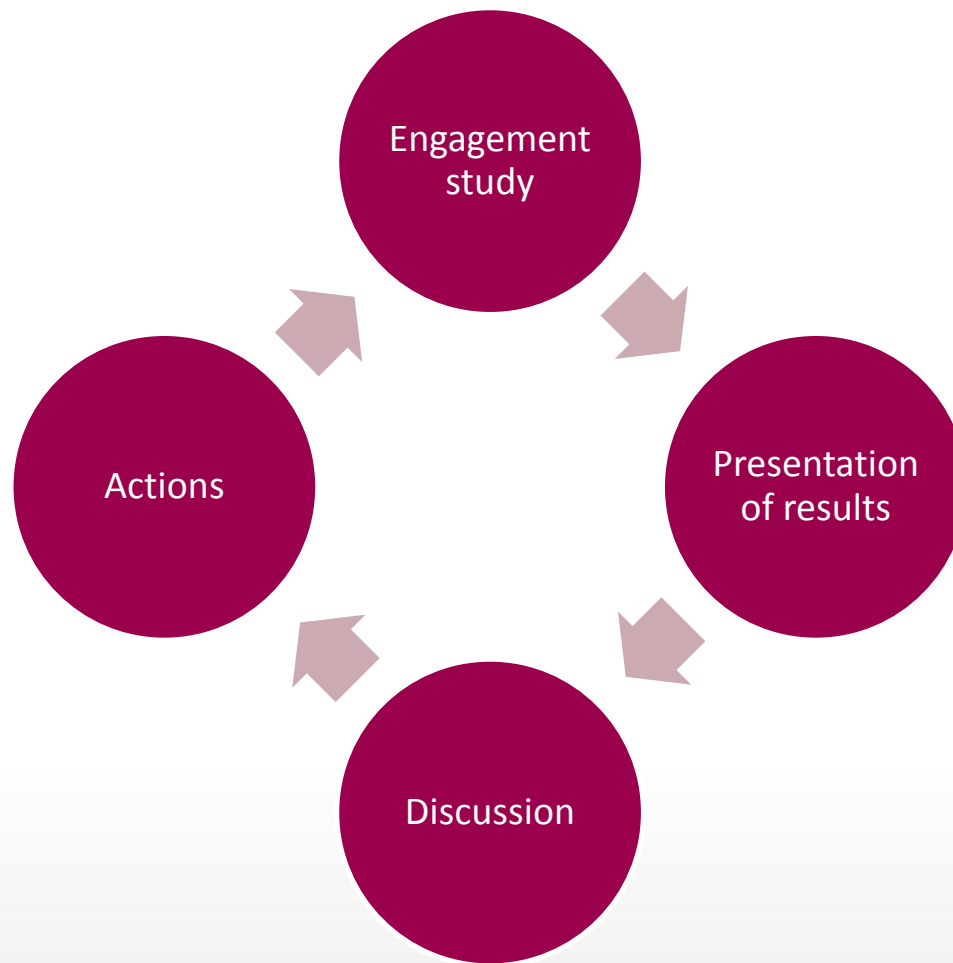 Engagement
study
Presentation
of results
Discussion
Actions